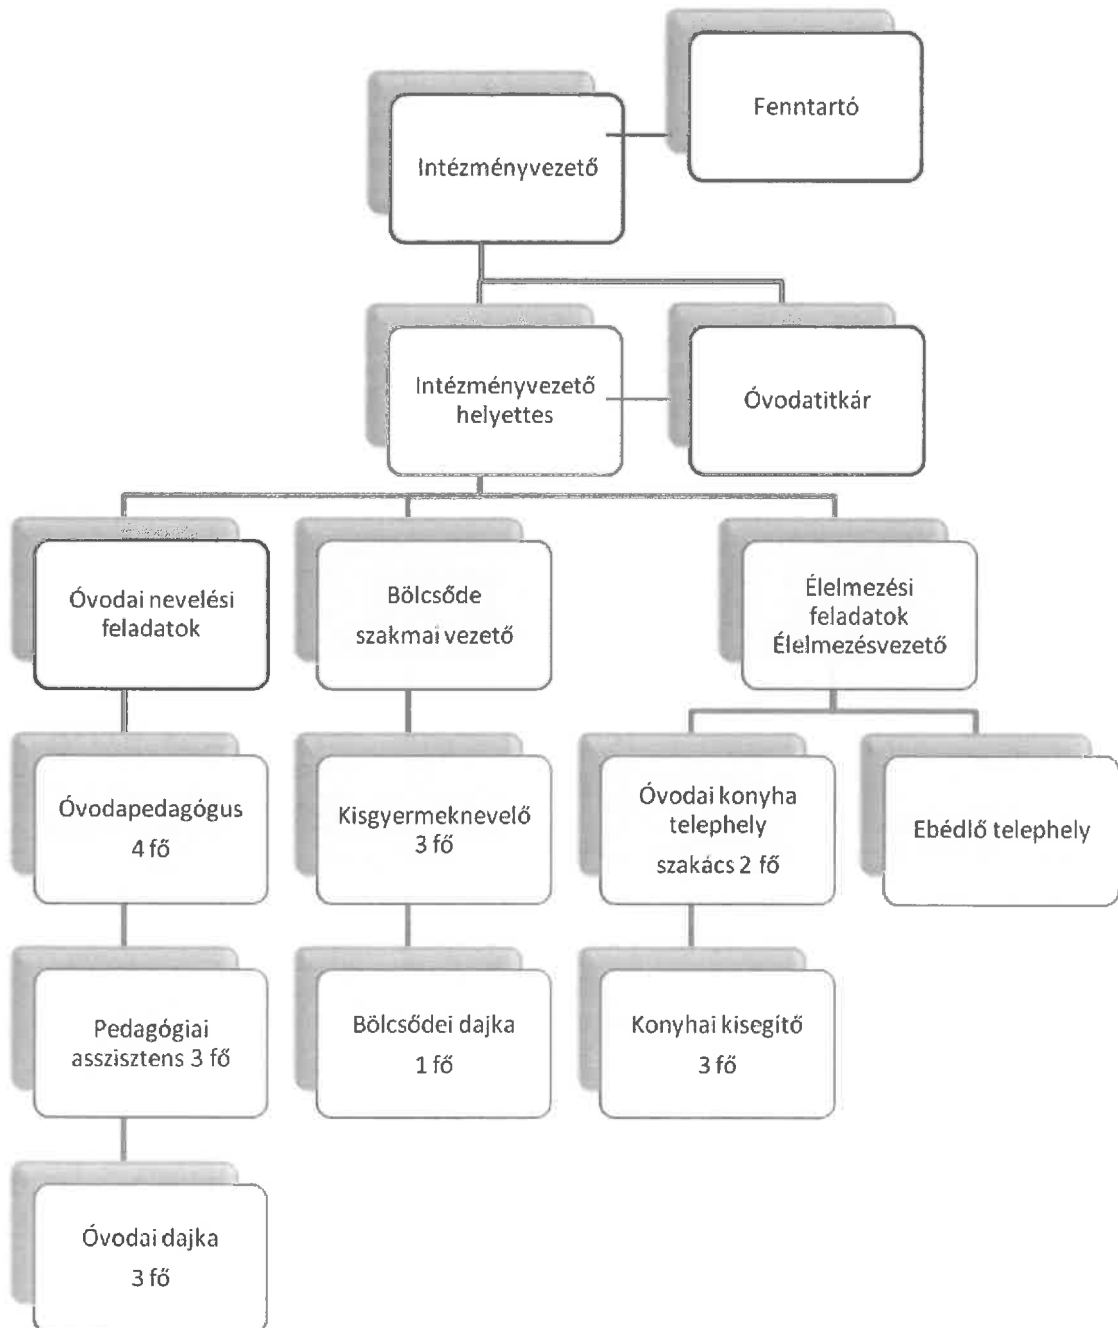 Fenntartó
Intézményvezető
Intézményvezető
helyettes
Óvodatitkár
Óvodai nevelési
feladatok
Bölcsőde
szakmai vezető
Élelmezési
feladatok
Élelmezésvezető
Óvodapedagógus
4 fő
Kisgyermeknevelő
3 fő
Óvodai konyha
telephely
szakács 2 fő
Ebédlő telephely
Pedagógiai
asszisztens 3 fő
Bölcsődei dajka
1 fő
Konyhai kisegítő
3 fő
Óvodai dajka
3 fő